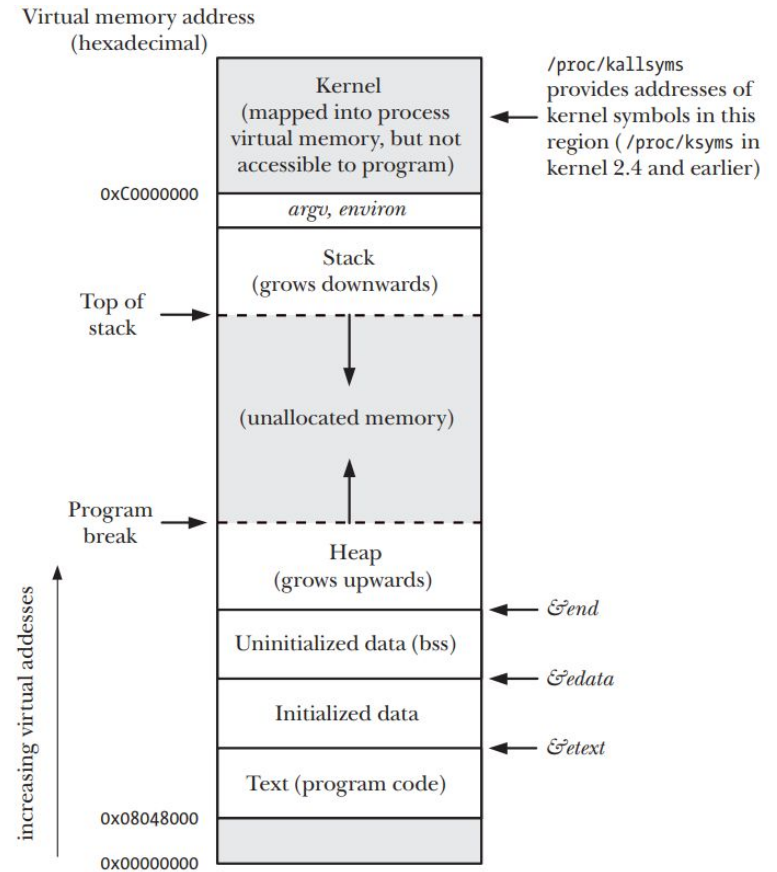 Virtual memory address
(hexadecimal)
Kernel
(mapped into process
virtual memory, but not
accessible to program)
/proc/kallsyms
provides addresses of
kernel symbols in this
region (/proc/ksyms in
kernel 2.4 and earlier)
0xC0000000
argv, environ
Stack
(grows downwards)
Top of
stack
(unallocated memory)
Program
break
Heap
(grows upwards)
&end
Uninitialized data (bss)
&edata
Initialized data
&etext
Text (program code)
0x08048000
0x00000000
increasing virtual addesses